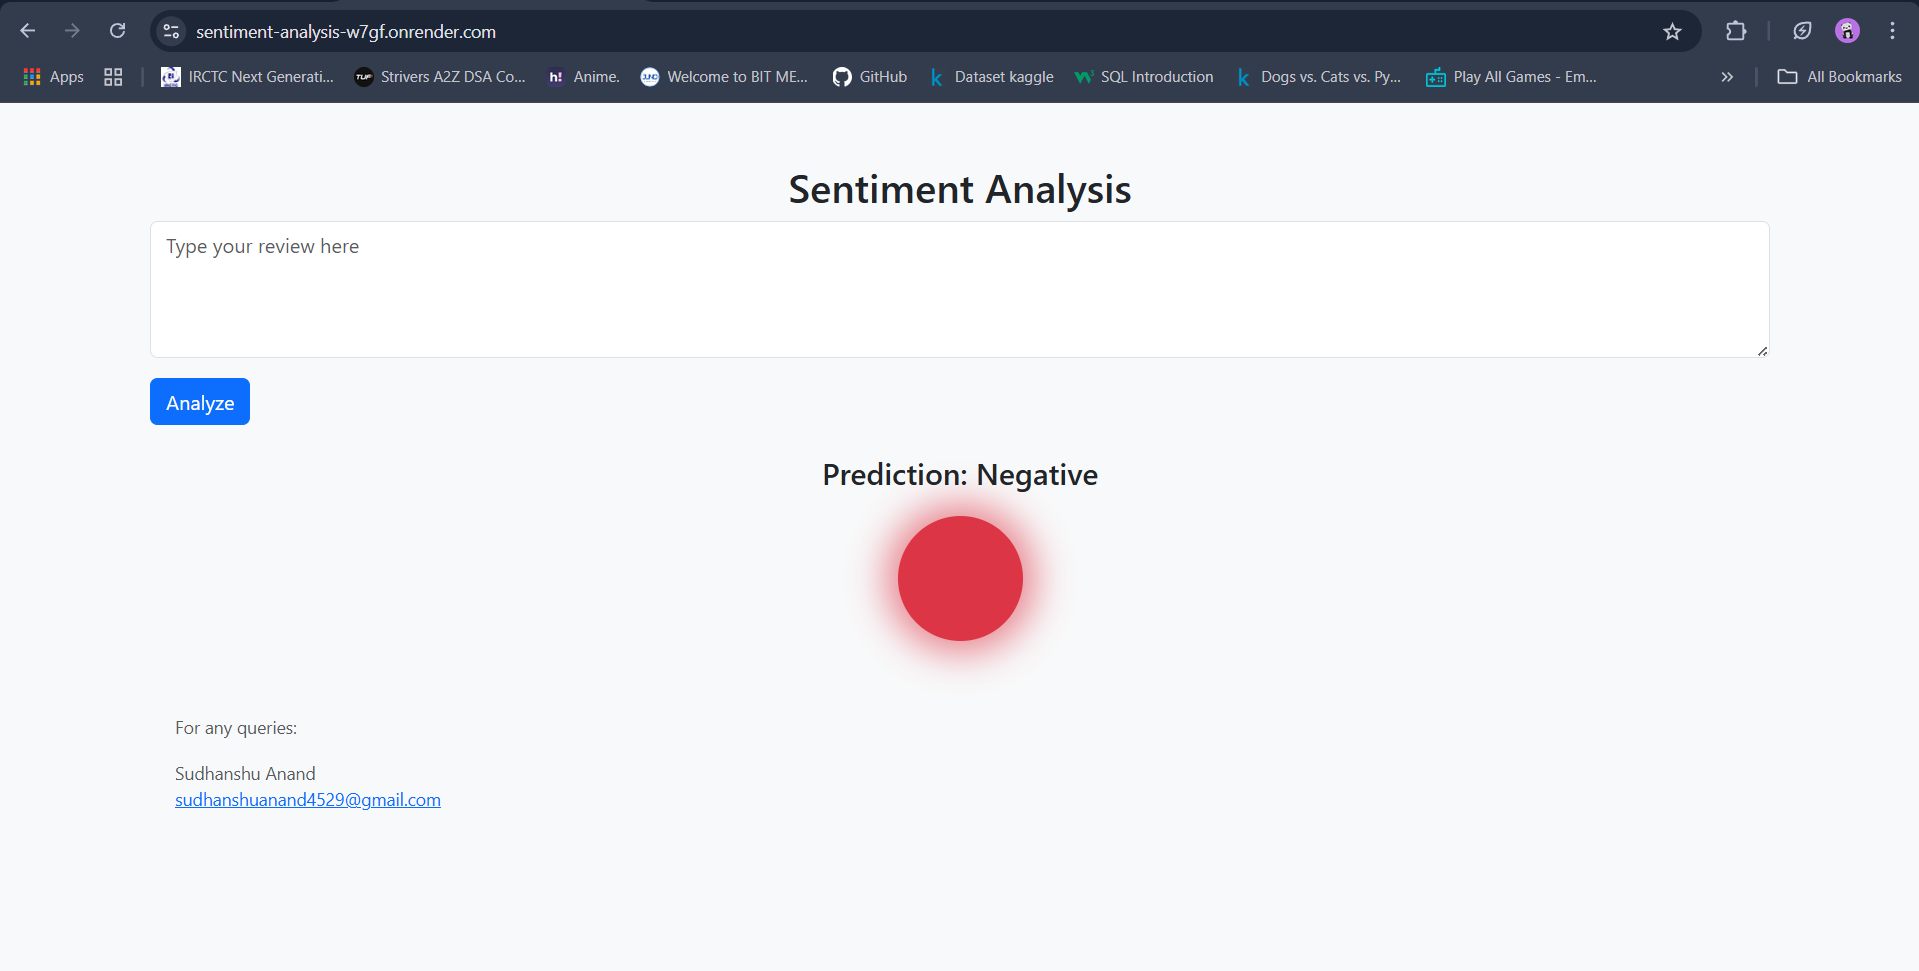 sentiment-analysis-w7gf.onrender.com
Apps IRCTC Next Generati... TUF Strivers A2Z DSA Co... h! Anime. Welcome to BIT ME... GitHub k Dataset kaggle SQL Introduction k Dogs vs. Cats vs. Py... Play All Games - Em... » All Bookmarks
Sentiment Analysis
Type your review here
Analyze
Prediction: Negative
For any queries:
Sudhanshu Anand
sudhanshuanand4529@gmail.com